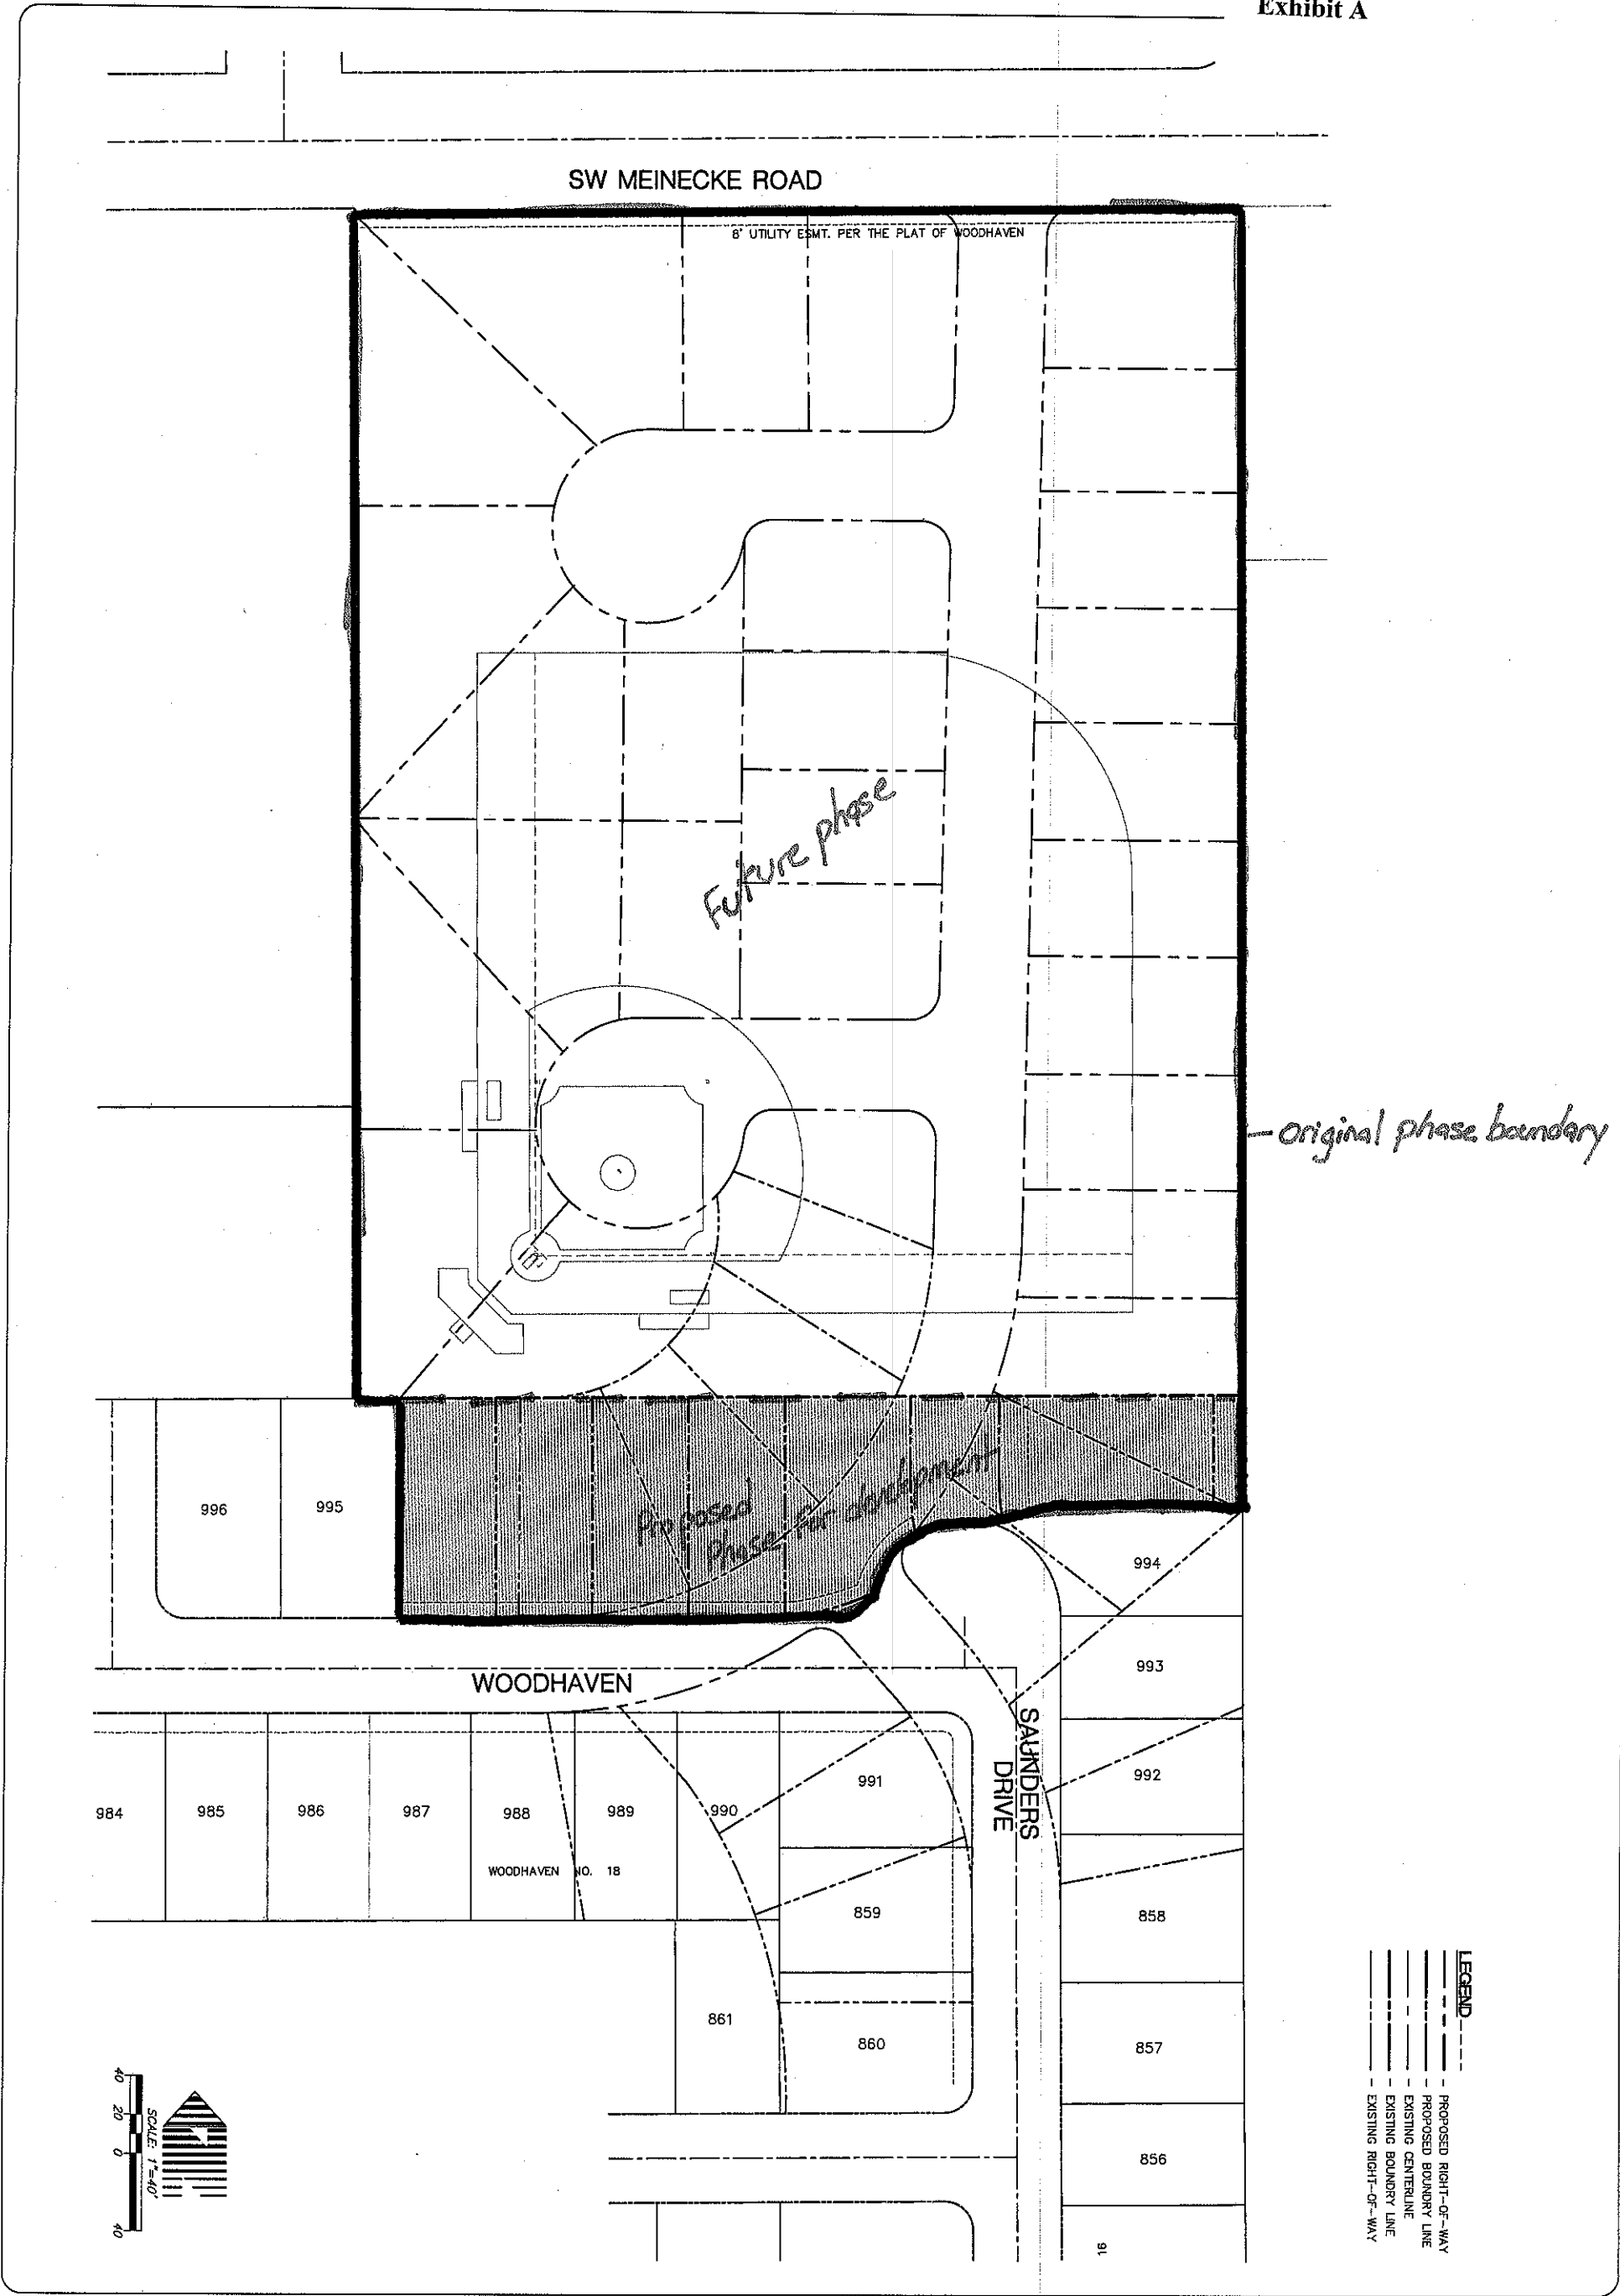 Exhibit A
SW MEINECKE ROAD
8' UTILITY ESMT. PER THE PLAT OF WOODHAVEN
Future phase
original phase boundary
996
995
Proposed
Phase for development
994
993
992
WOODHAVEN
SAUNDERS
DRIVE
984
985
986
987
988
989
990
991
WOODHAVEN NO. 18
859
858
861
860
857
856
91
LEGEND
- PROPOSED RIGHT-OF-WAY
- PROPOSED BOUNDRY LINE
- EXISTING CENTERLINE
- EXISTING BOUNDRY LINE
- EXISTING RIGHT-OF-WAY
40 20 0 40
SCALE: 1"=40'